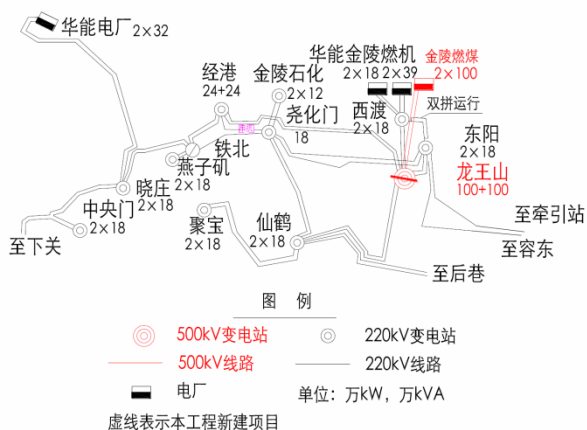 华能电厂 2×32
华能金陵燃机
2×18 2×39
金陵燃煤
2×100
经港
24+24
金陵石化
2×12
尧化门
18
西渡
2×18
双拼运行
东阳
2×18
龙王山
100+100
铁北
燕子矶
2×18
晓庄
2×18
中央门
2×18
至下关
聚宝
2×18
仙鹤
2×18
至牵引站
至容东
至后巷
图 例
500kV变电站
220kV变电站
500kV线路
220kV线路
电厂
单位：万kW，万kVA
虚线表示本工程新建项目